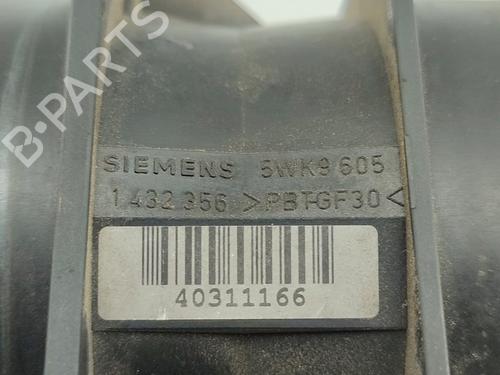 B-PARTS
SIEMENS 5WK9 605
1 432 356 >PBT-GF30<
40311166